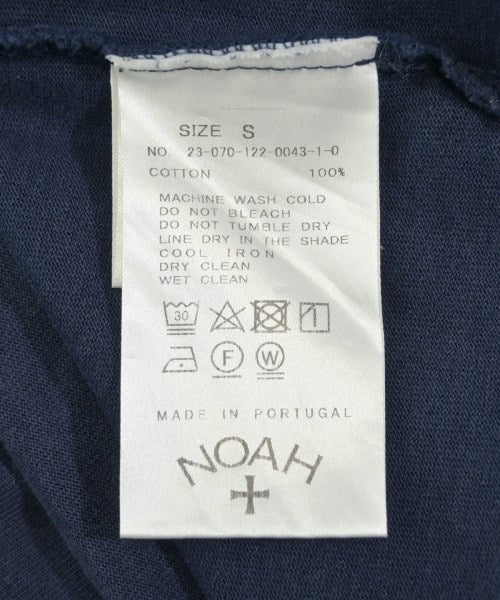 SIZE S
NO. 23-070-122-0043-1-0
COTTON 100%
MACHINE WASH COLD
DO NOT BLEACH
DO NOT TUMBLE DRY
LINE DRY IN THE SHADE
COOL IRON
DRY CLEAN
WET CLEAN
30
F W
MADE IN PORTUGAL
NOAH